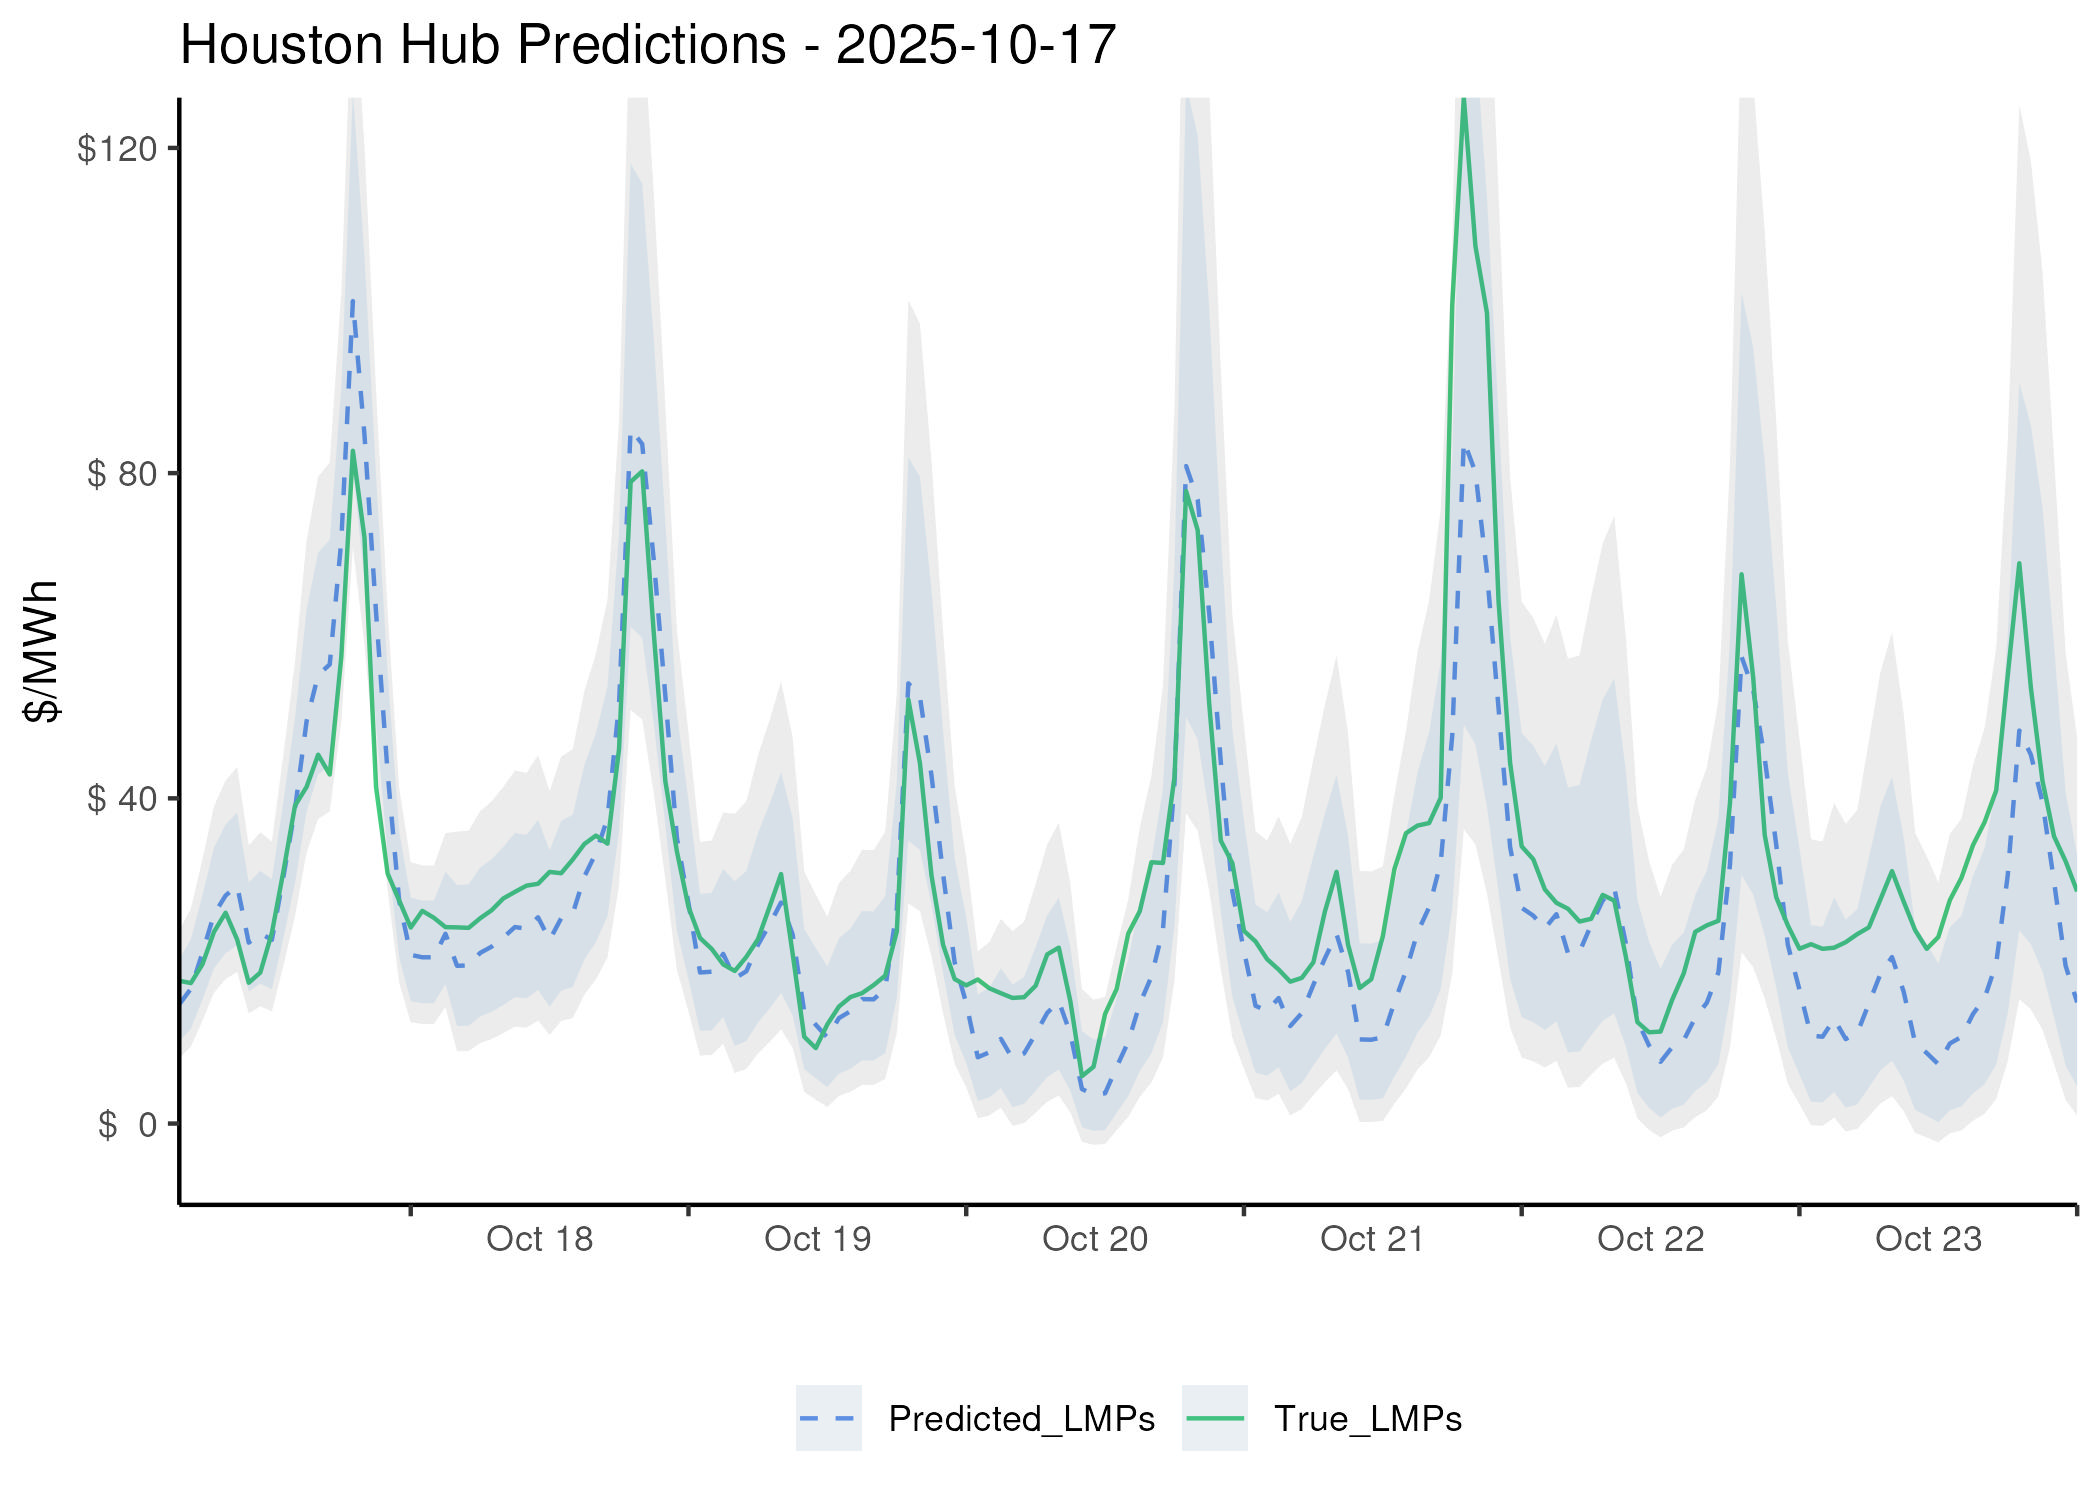 Houston Hub Predictions - 2025-10-17
$120
$ 80
$ 40
$ 0
$/MWh
Oct 18 Oct 19 Oct 20 Oct 21 Oct 22 Oct 23
Predicted_LMPs True_LMPs